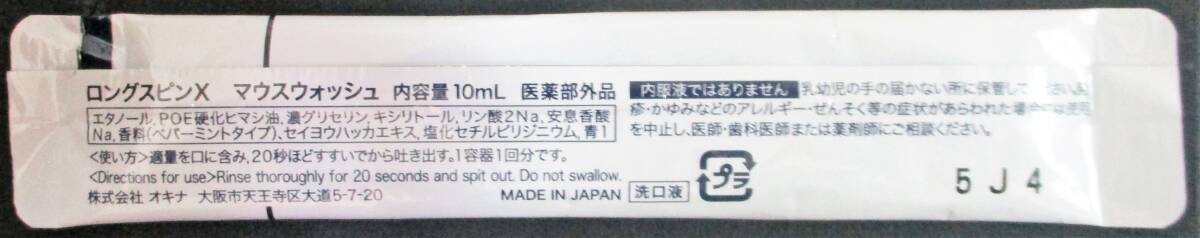 ロングスピンX マウスウォッシュ 内容量10mL 医薬部外品
エタノール、POE硬化ヒマシ油、濃グリセリン、キシリトール、リン酸2Na、安息香酸
Na、香料(ペパーミントタイプ)、セイヨウハッカエキス、塩化セチルピリジニウム、青1
<使い方>適量を口に含み、20秒ほどすすいでから吐き出す。1容器1回分です。
<Directions for use>Rinse thoroughly for 20 seconds and spit out. Do not swallow.
株式会社 オキナ 大阪市天王寺区大道5-7-20 MADE IN JAPAN
洗口液
内服液ではありません 乳幼児の手の届かない所に保管して
疹・かゆみなどのアレルギー・ぜんそく等の症状があらわれた場合には使用
を中止し、医師・歯科医師または薬剤師にご相談ください。
プラ
5 J 4